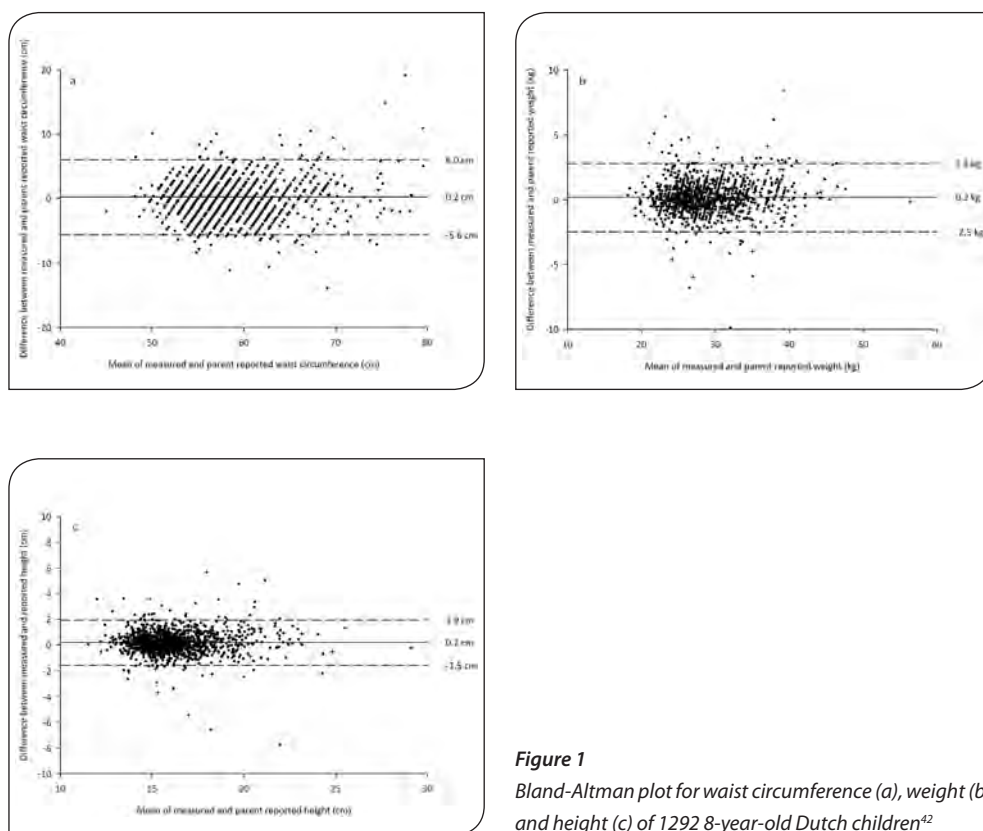 a
Difference between measured and parent reported waist circumference (cm)
20
10
0
-10
-20
40
50
60
70
80
6.0 cm
0.2 cm
-5.6 cm
Mean of measured and parent reported waist circumference (cm)
b
Difference between measured and parent reported weight (kg)
10
5
0
-5
-10
10
20
30
40
50
60
0.2 kg
-2.5 kg
Mean of measured and parent reported weight (kg)
c
Difference between measured and reported height (cm)
10
8
6
4
2
0
-2
-4
-6
-8
-10
10
15
20
25
30
1.9 cm
0.2 cm
-1.5 cm
Mean of measured and parent reported height (cm)
Figure 1
Bland-Altman plot for waist circumference (a), weight (b
and height (c) of 1292 8-year-old Dutch children42